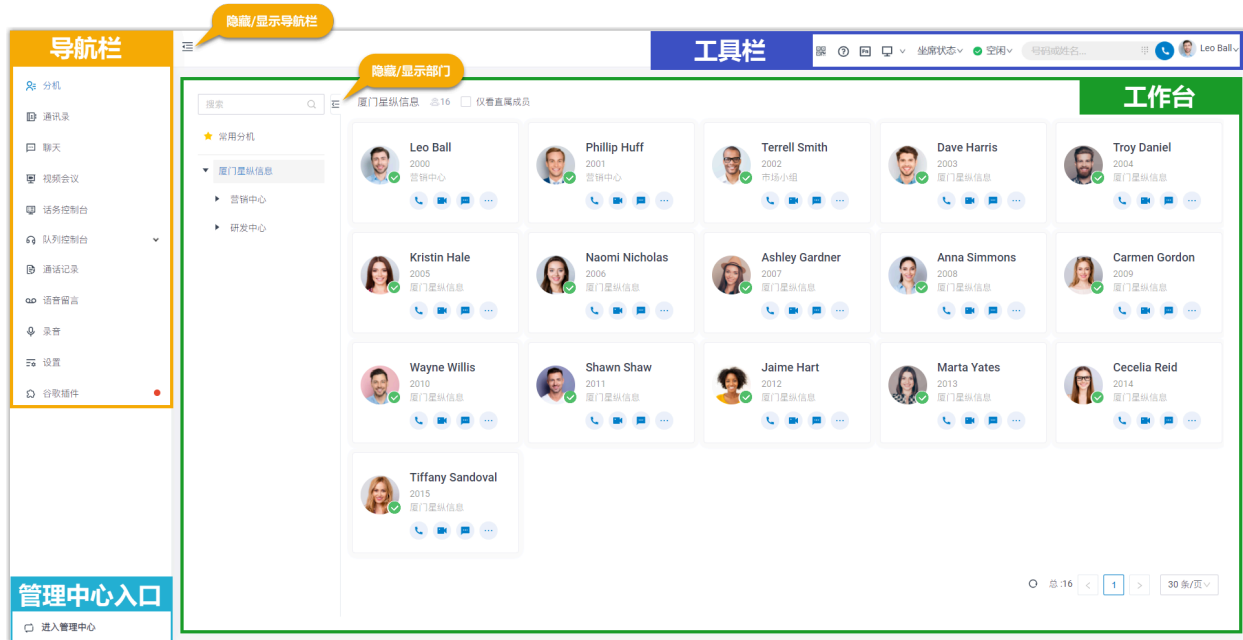 隐藏/显示导航栏
导航栏
工具栏
Fn
坐席状态
空闲
号码或姓名...
Leo Ball
分机
通讯录
聊天
视频会议
话务控制台
队列控制台
通话记录
语音留言
录音
设置
谷歌插件
管理中心入口
进入管理中心
隐藏/显示部门
工作台
搜索
常用分机
厦门星纵信息
营销中心
研发中心
厦门星纵信息 16 仅看直属成员
Leo Ball
2000
营销中心
Phillip Huff
2001
营销中心
Terrell Smith
2002
市场小组
Dave Harris
2003
厦门星纵信息
Troy Daniel
2004
厦门星纵信息
Kristin Hale
2005
厦门星纵信息
Naomi Nicholas
2006
厦门星纵信息
Ashley Gardner
2007
厦门星纵信息
Anna Simmons
2008
厦门星纵信息
Carmen Gordon
2009
厦门星纵信息
Wayne Willis
2010
厦门星纵信息
Shawn Shaw
2011
厦门星纵信息
Jaime Hart
2012
厦门星纵信息
Marta Yates
2013
厦门星纵信息
Cecelia Reid
2014
厦门星纵信息
Tiffany Sandoval
2015
厦门星纵信息
总:16 < 1 > 30 条/页